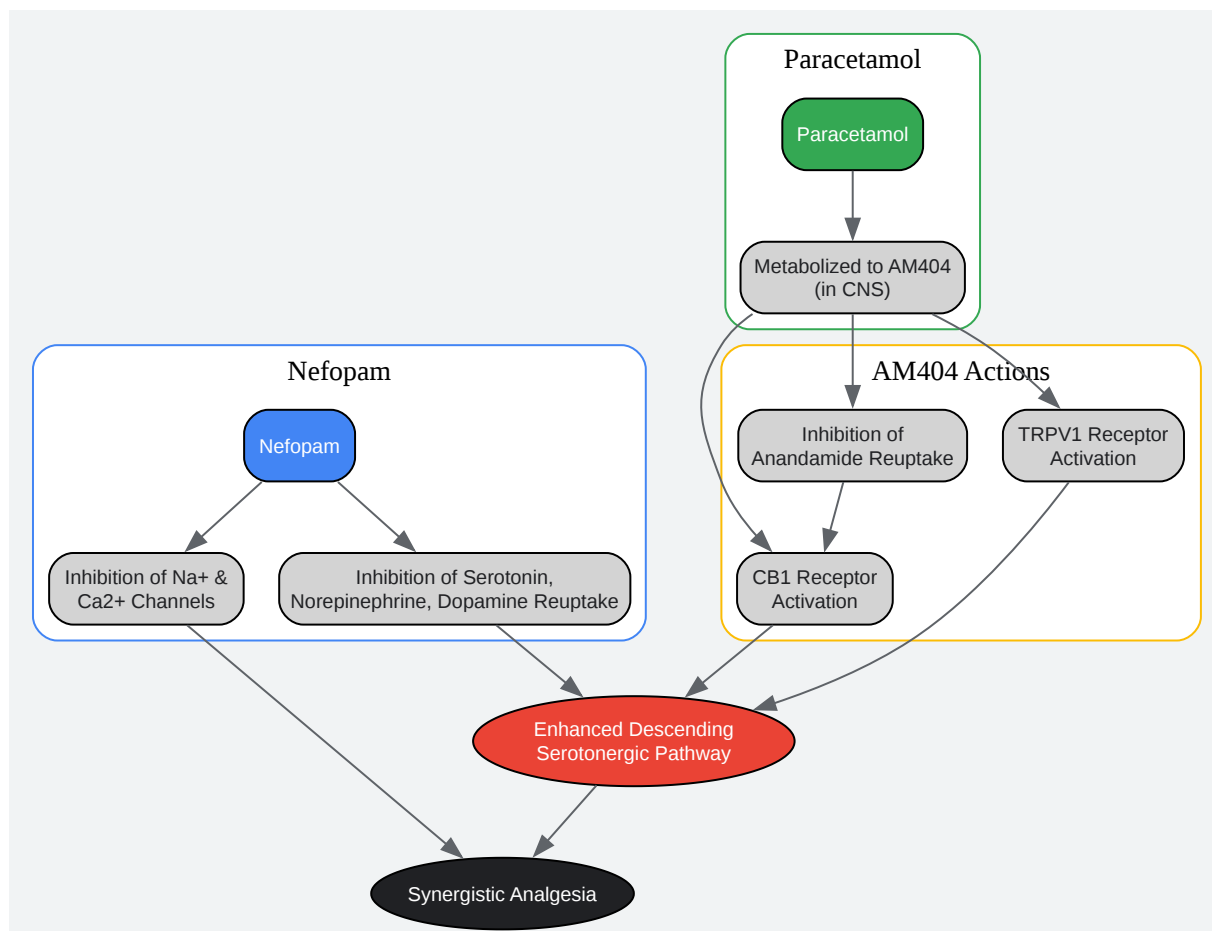 Paracetamol
Paracetamol
Metabolized to AM404
(in CNS)
Nefopam
Nefopam
Inhibition of Na+ &
Ca2+ Channels
Inhibition of Serotonin,
Norepinephrine, Dopamine Reuptake
AM404 Actions
Inhibition of
Anandamide Reuptake
TRPV1 Receptor
Activation
CB1 Receptor
Activation
Enhanced Descending
Serotonergic Pathway
Synergistic Analgesia